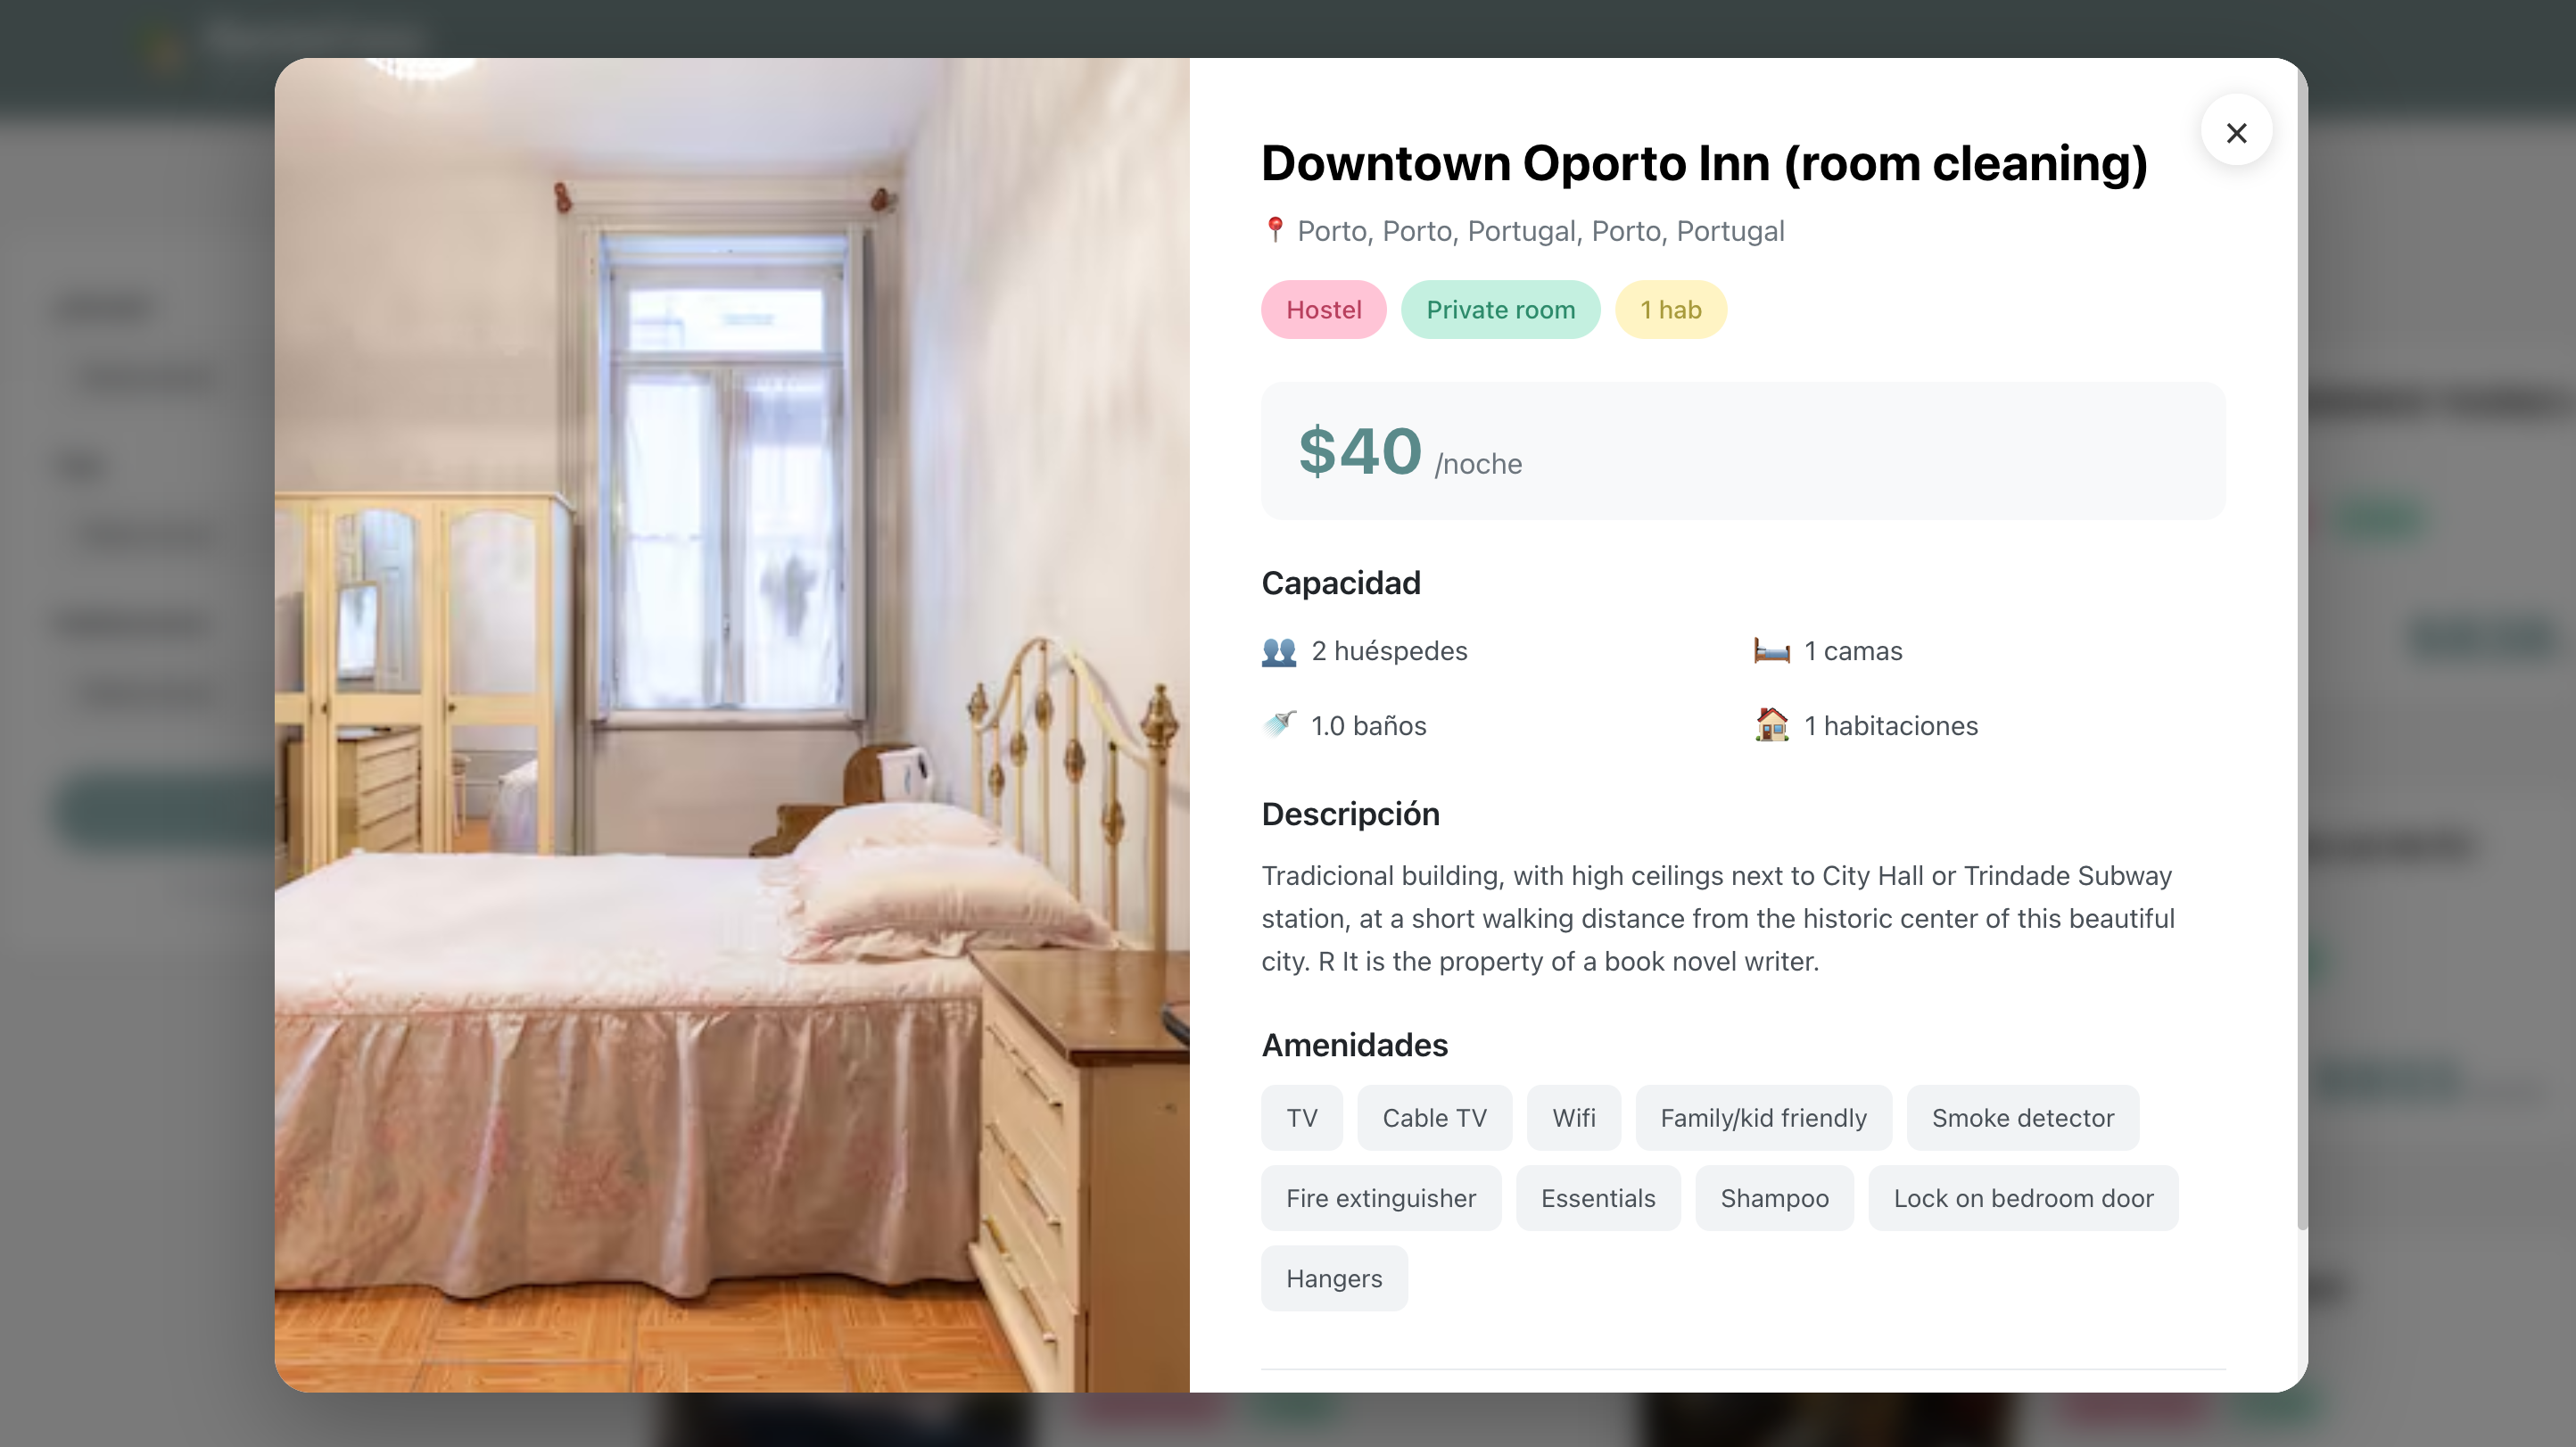 Downtown Oporto Inn (room cleaning)
Porto, Porto, Portugal, Porto, Portugal
Hostel Private room 1 hab
$40 /noche
Capacidad
2 huéspedes 1 camas
1.0 baños 1 habitaciones
Descripción
Tradicional building, with high ceilings next to City Hall or Trindade Subway
station, at a short walking distance from the historic center of this beautiful
city. R It is the property of a book novel writer.
Amenidades
TV Cable TV Wifi Family/kid friendly Smoke detector
Fire extinguisher Essentials Shampoo Lock on bedroom door
Hangers